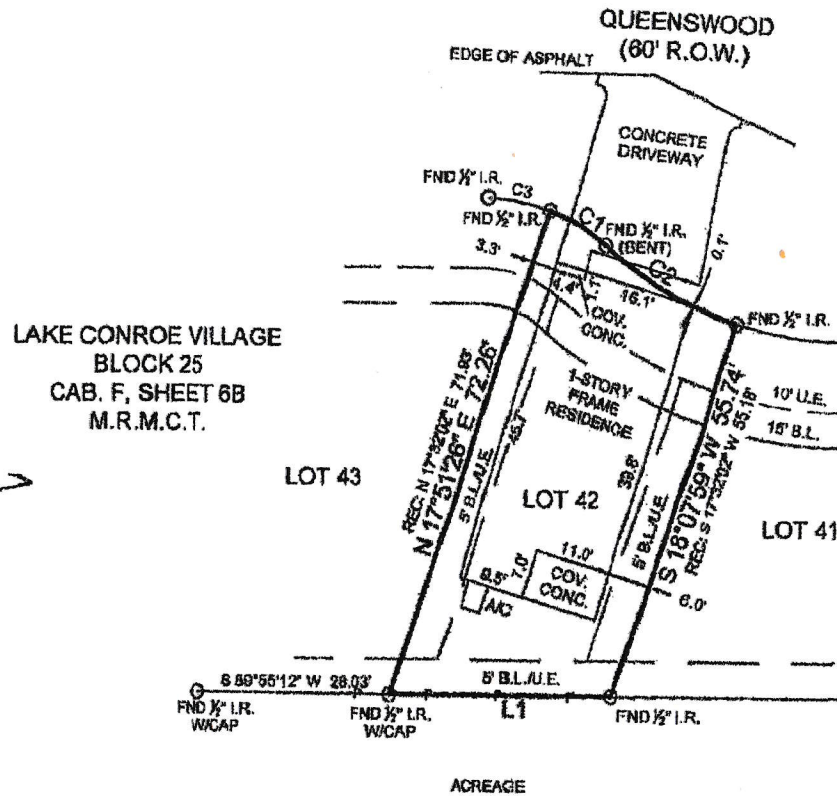 QUEENSWOOD
(60' R.O.W.)
EDGE OF ASPHALT
CONCRETE
DRIVEWAY
FND ½" I.R.
C3
FND ½" I.R.
C1
FND ½" I.R.
(BENT)
C2
0.1'
3.3'
4.4'
1.1'
16.1'
COV.
CONC.
FND ½" I.R.
LAKE CONROE VILLAGE
BLOCK 25
CAB. F, SHEET 6B
M.R.M.C.T.
1-STORY
FRAME
RESIDENCE
10' U.E.
15' B.L.
REC: N 17°32'02" E 71.93'
N 17°51'26" E 72.26'
5' B.L./U.E.
45.7'
39.8'
5' B.L./U.E.
S 18°07'59" W 55.74'
REC: S 17°32'02" W 55.18'
LOT 43
LOT 42
LOT 41
11.0'
7.0'
COV.
CONC.
9.5'
A/C
6.0'
S 89°55'12" W 28.03'
5' B.L./U.E.
L1
FND ½" I.R.
W/CAP
FND ½" I.R.
W/CAP
FND ½" I.R.
ACREAGE